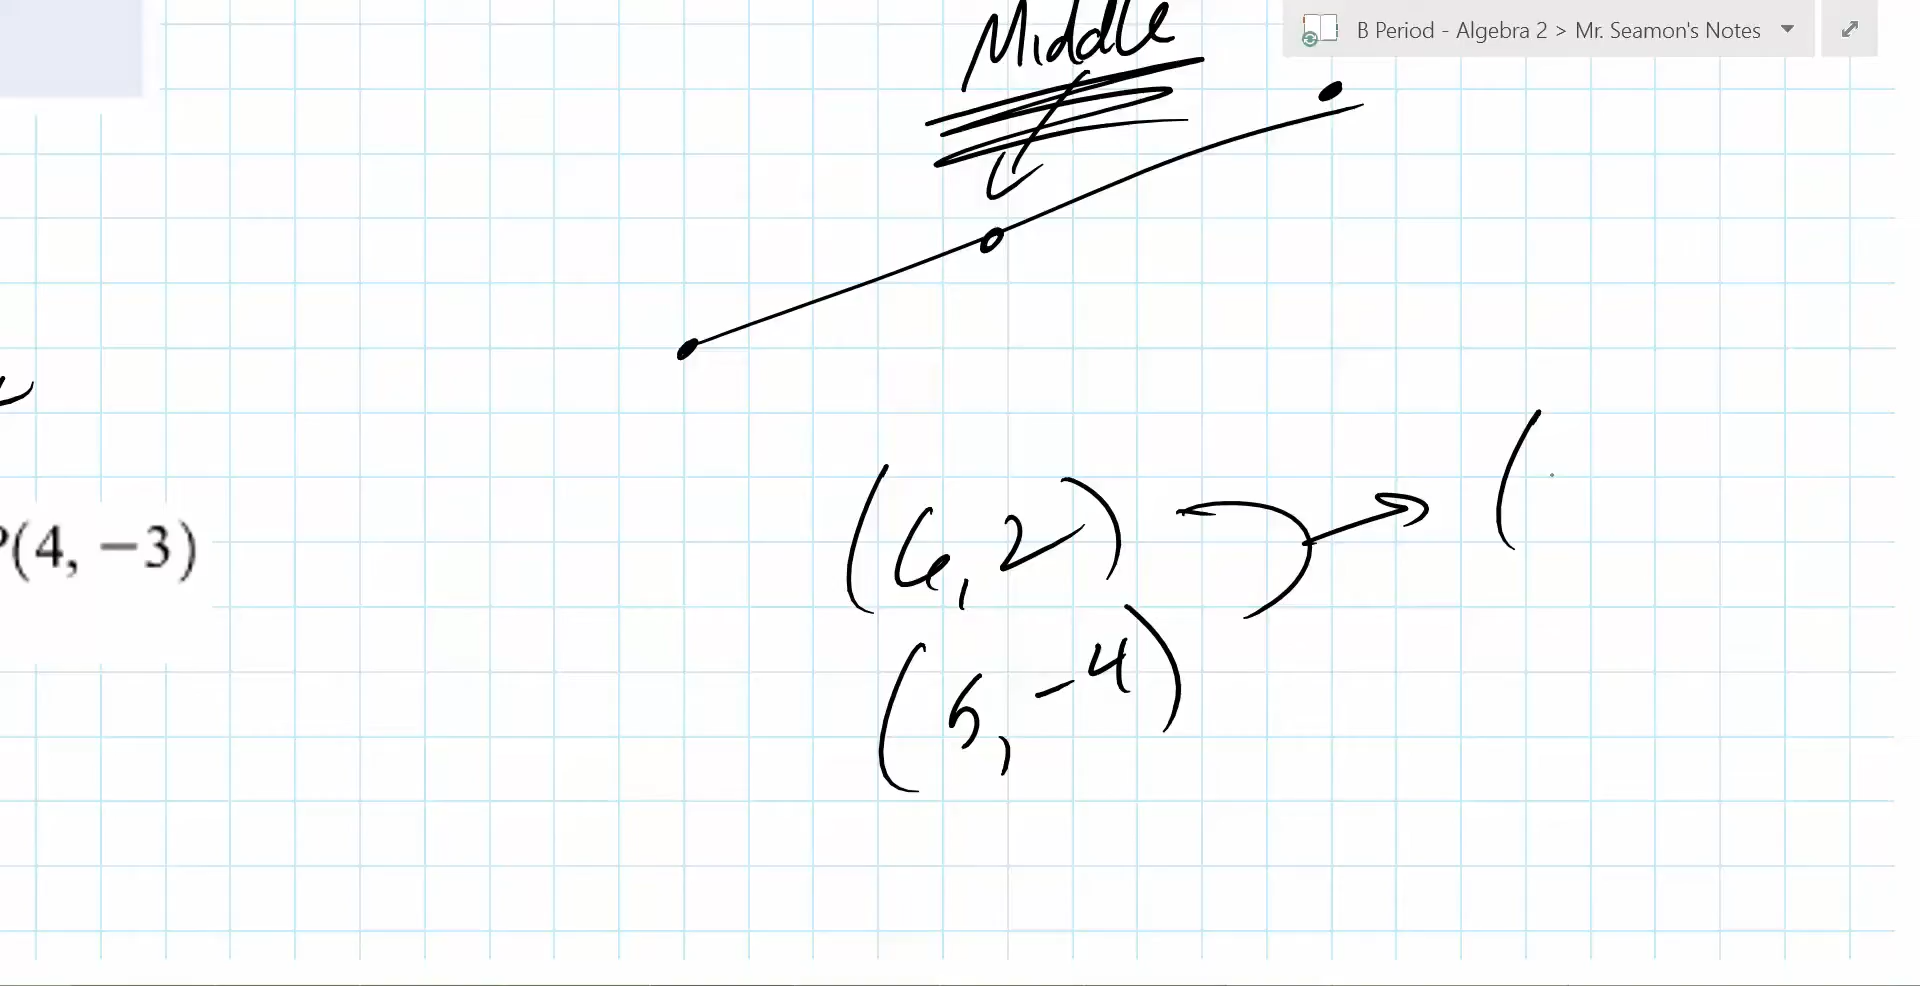 Middle
B Period - Algebra 2 > Mr. Seamon's Notes
(6, 2) → (
P(4, −3)
(5, -4)